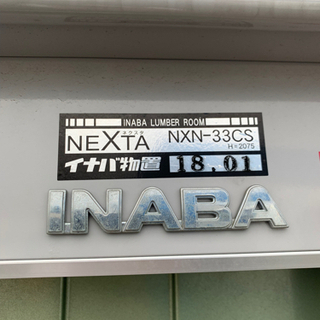 INABA LUMBER ROOM
ネクスタ
NEXTA NXN-33CS
H=2075
イナバ物置 18.01
INABA